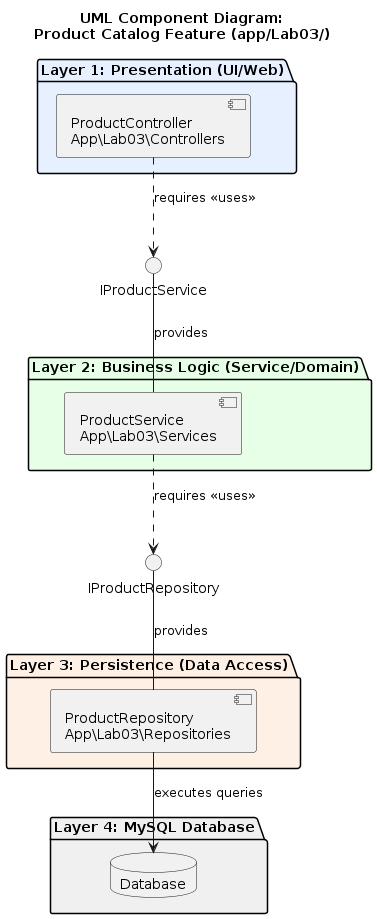 UML Component Diagram:
Product Catalog Feature (app/Lab03/)
Layer 1: Presentation (UI/Web)
ProductController
App\Lab03\Controllers
requires «uses»
IProductService
provides
Layer 2: Business Logic (Service/Domain)
ProductService
App\Lab03\Services
requires «uses»
IProductRepository
provides
Layer 3: Persistence (Data Access)
ProductRepository
App\Lab03\Repositories
executes queries
Layer 4: MySQL Database
Database